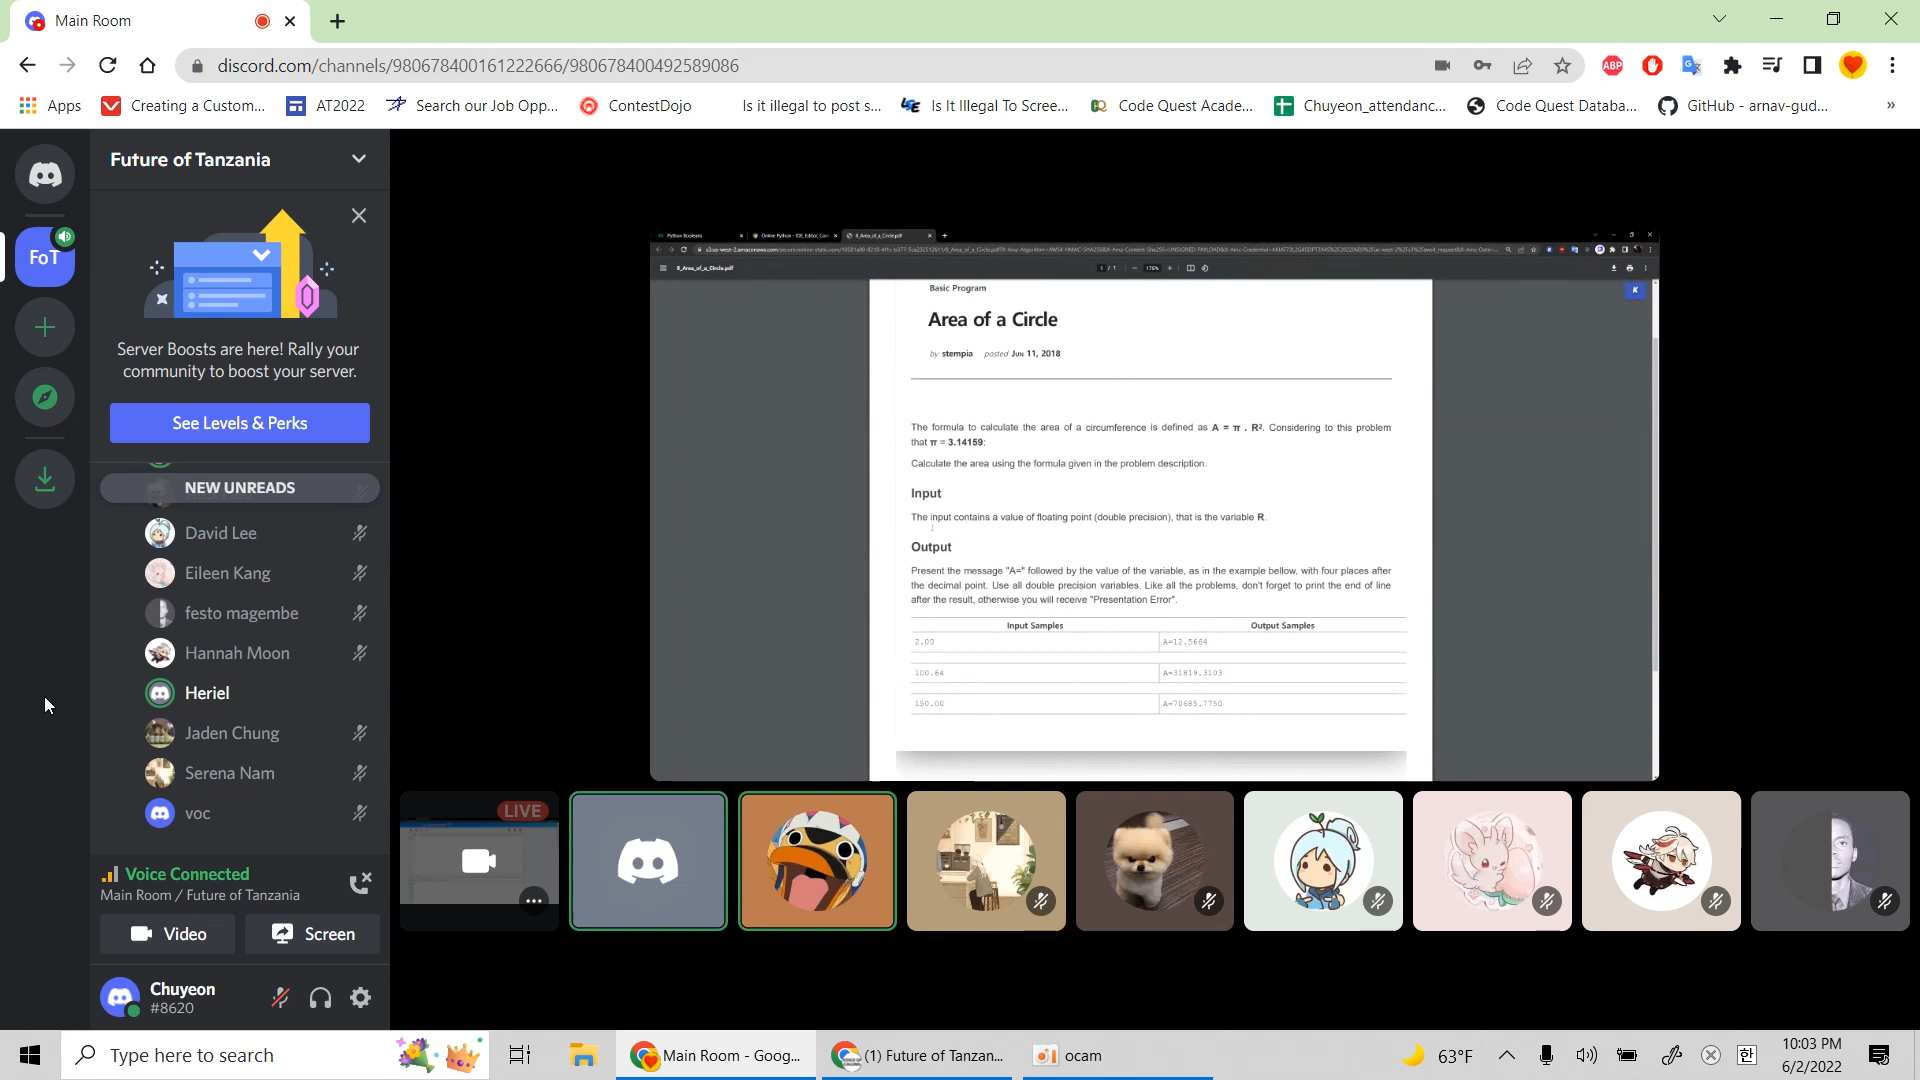 Main Room
discord.com/channels/980678400161222666/980678400492589086
ABP
Apps
Creating a Custom...
AT2022
Search our Job Opp...
ContestDojo
Is it illegal to post s...
Is It Illegal To Scree...
Code Quest Acade...
Chuyeon_attendanc...
Code Quest Databa...
GitHub - arnav-gud...
»
Future of Tanzania
FoT
Server Boosts are here! Rally your
community to boost your server.
See Levels & Perks
NEW UNREADS
David Lee
Eileen Kang
festo magembe
Hannah Moon
Heriel
Jaden Chung
Serena Nam
voc
Voice Connected
Main Room / Future of Tanzania
Video
Screen
Chuyeon
#8620
Python Booleans
8_Area_of_a_Circle.pdf
8_Area_of_a_Circle.pdf
1 / 1
176%
K
Basic Program
Area of a Circle
by stempia posted Jun 11, 2018
The formula to calculate the area of a circumference is defined as A = π . R². Considering to this problem
that π = 3.14159:
Calculate the area using the formula given in the problem description.
Input
The input contains a value of floating point (double precision), that is the variable R.
Output
Present the message "A=" followed by the value of the variable, as in the example bellow, with four places after
the decimal point. Use all double precision variables. Like all the problems, don't forget to print the end of line
after the result, otherwise you will receive "Presentation Error".
Input Samples Output Samples
2.00 A=12.5664
100.64 A=31819.3103
150.00 A=70685.7750
LIVE
Type here to search
Main Room - Goog...
(1) Future of Tanzan...
ocam
63°F
한
10:03 PM
6/2/2022